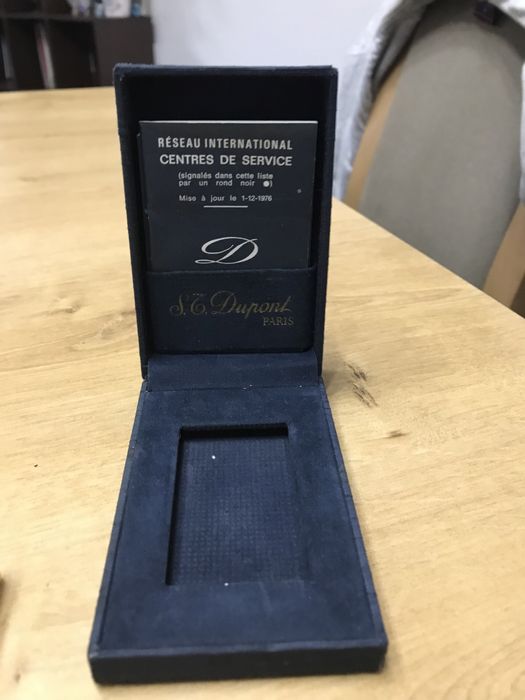 RÉSEAU INTERNATIONAL
CENTRES DE SERVICE
(signalés dans cette liste
par un rond noir ●)
Mise à jour le 1-12-1976
D
S.T. Dupont
PARIS